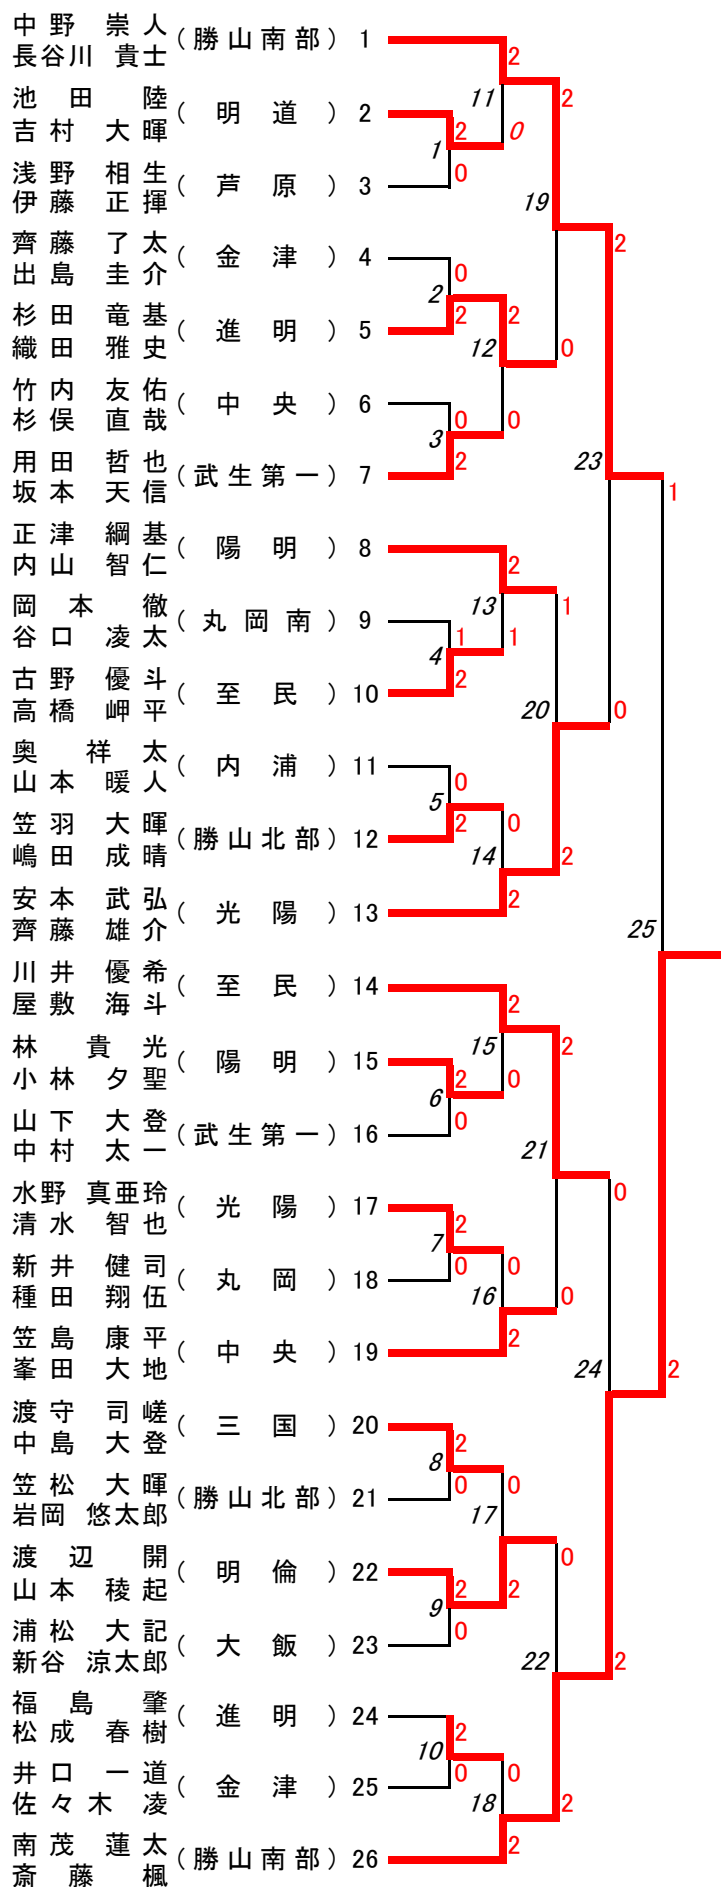 中野 崇人
長谷川 貴士
(勝山南部) 1
池田 陸
吉村 大暉
(明道) 2
浅野 相生
伊藤 正揮
(芦原) 3
齊藤 了太
出島 圭介
(金津) 4
杉田 竜基
織田 雅史
(進明) 5
竹内 友佑
杉俣 直哉
(中央) 6
用田 哲也
坂本 天信
(武生第一) 7
正津 綱基
内山 智仁
(陽明) 8
岡本 徹
谷口 凌太
(丸岡南) 9
古野 優斗
高橋 岬平
(至民) 10
奥 祥太
山本 暖人
(内浦) 11
笠羽 大暉
嶋田 成晴
(勝山北部) 12
安本 武弘
齊藤 雄介
(光陽) 13
川井 優希
屋敷 海斗
(至民) 14
林 貴光
小林 夕聖
(陽明) 15
山下 大登
中村 太一
(武生第一) 16
水野 真亜玲
清水 智也
(光陽) 17
新井 健司
種田 翔伍
(丸岡) 18
笠島 康平
峯田 大地
(中央) 19
渡守 司嵯
中島 大登
(三国) 20
笠松 大暉
岩岡 悠太郎
(勝山北部) 21
渡辺 開
山本 稜起
(明倫) 22
浦松 大記
新谷 涼太郎
(大飯) 23
福島 肇
松成 春樹
(進明) 24
井口 一道
佐々木 凌
(金津) 25
南茂 蓮太
斎藤 楓
(勝山南部) 26
1
2
0
2
0
2
3
0
2
4
1
2
5
0
2
6
2
0
7
2
0
8
2
0
9
2
0
10
2
0
11
2
0
12
2
0
13
2
1
14
0
2
15
2
0
16
0
2
17
0
2
18
0
2
19
2
0
20
1
2
21
2
0
22
0
2
23
2
0
24
0
2
25
1
2